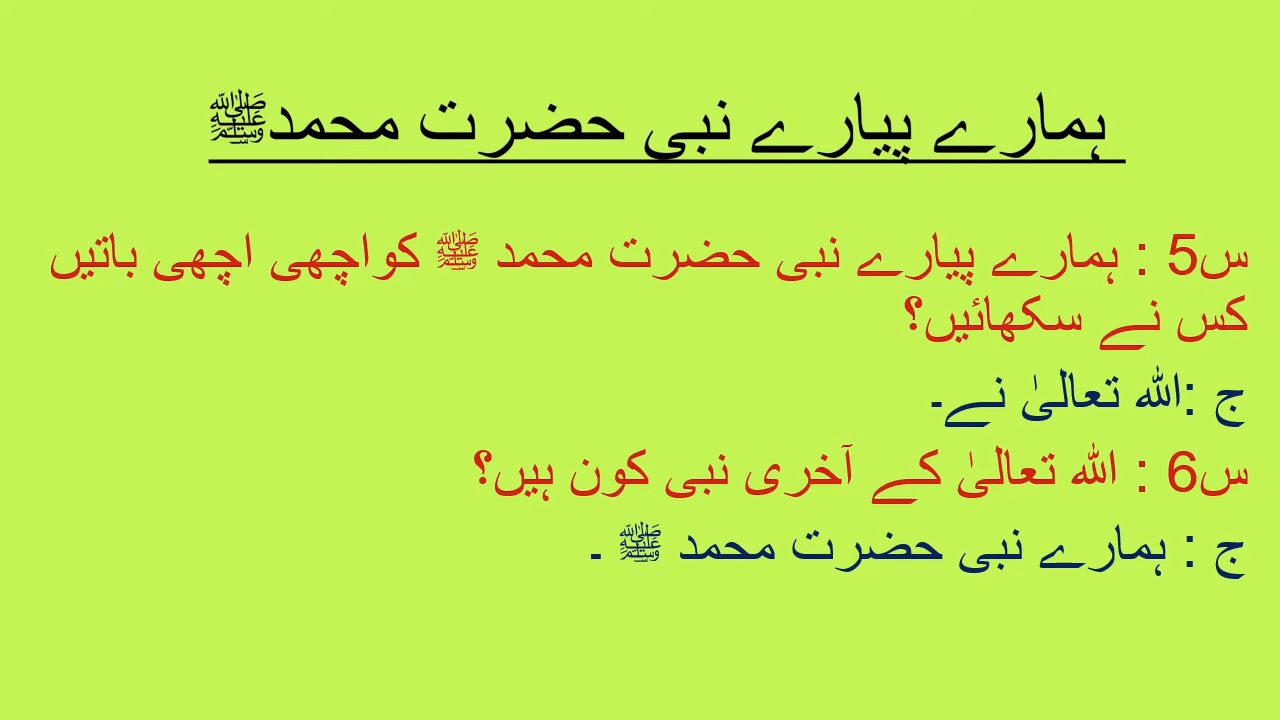 ہمارے پیارے نبی حضرت محمدﷺ
س5 : ہمارے پیارے نبی حضرت محمد ﷺ کواچھی اچھی باتیں
کس نے سکھائیں؟
ج :اللہ تعالیٰ نے۔
س6 : اللہ تعالیٰ کے آخری نبی کون ہیں؟
ج : ہمارے نبی حضرت محمد ﷺ ۔